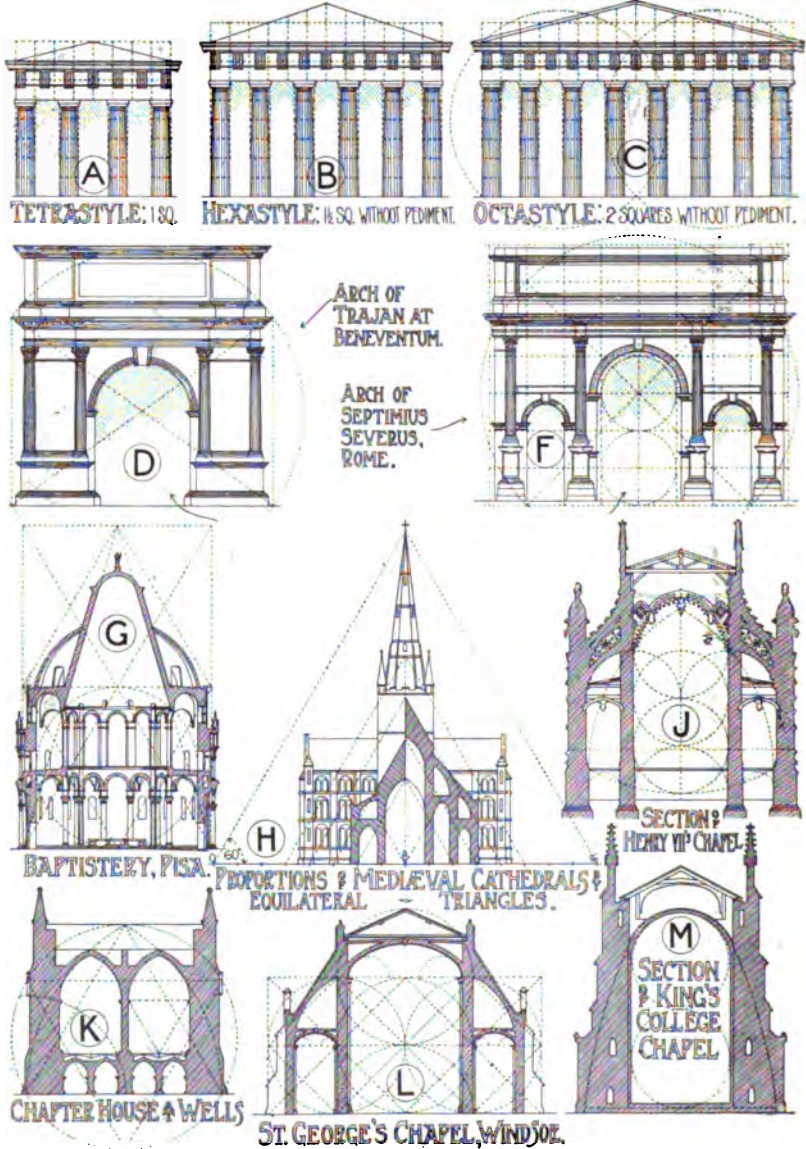 A
B
C
TETRASTYLE: 1 SQ.
HEXASTYLE: 1½ SQ. WITHOUT PEDIMENT.
OCTASTYLE: 2 SQUARES WITHOUT PEDIMENT.
ARCH OF
TRAJAN AT
BENEVENTUM.
ARCH OF
SEPTIMIUS
SEVERUS,
ROME.
D
F
G
H
60°
J
BAPTISTERY, PISA.
PROPORTIONS OF MEDIÆVAL CATHEDRALS &
EQUILATERAL TRIANGLES.
SECTION OF
HENRY VII'S CHAPEL
K
L
M
SECTION
OF KING'S
COLLEGE
CHAPEL
CHAPTER HOUSE AT WELLS
ST. GEORGE'S CHAPEL, WINDSOR.